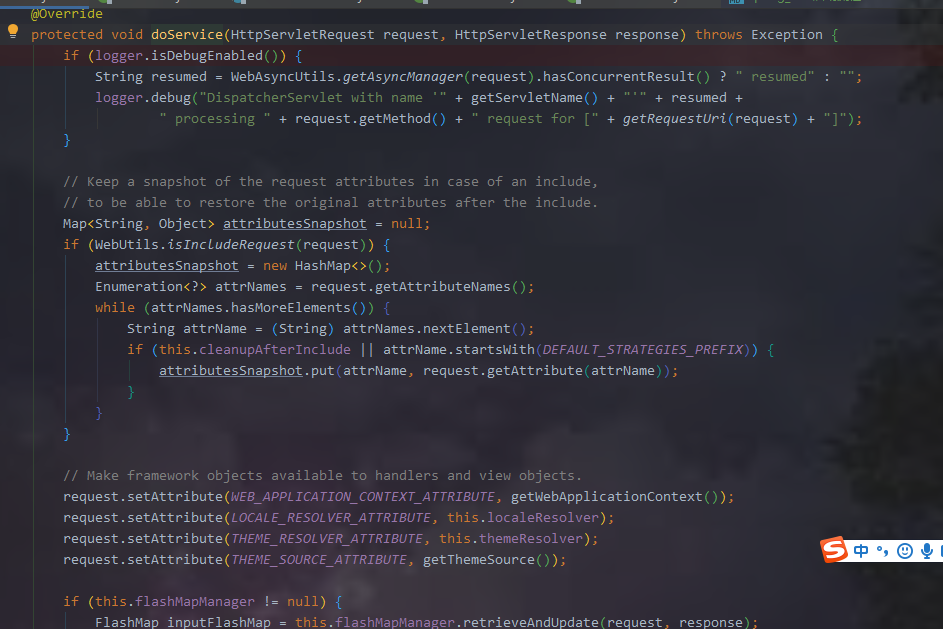 @Override
protected void doService(HttpServletRequest request, HttpServletResponse response) throws Exception {
if (logger.isDebugEnabled()) {
String resumed = WebAsyncUtils.getAsyncManager(request).hasConcurrentResult() ? " resumed" : "";
logger.debug("DispatcherServlet with name '" + getServletName() + "'" + resumed +
" processing " + request.getMethod() + " request for [" + getRequestUri(request) + "]");
}
// Keep a snapshot of the request attributes in case of an include,
// to be able to restore the original attributes after the include.
Map<String, Object> attributesSnapshot = null;
if (WebUtils.isIncludeRequest(request)) {
attributesSnapshot = new HashMap<>();
Enumeration<?> attrNames = request.getAttributeNames();
while (attrNames.hasMoreElements()) {
String attrName = (String) attrNames.nextElement();
if (this.cleanupAfterInclude || attrName.startsWith(DEFAULT_STRATEGIES_PREFIX)) {
attributesSnapshot.put(attrName, request.getAttribute(attrName));
}
}
}
// Make framework objects available to handlers and view objects.
request.setAttribute(WEB_APPLICATION_CONTEXT_ATTRIBUTE, getWebApplicationContext());
request.setAttribute(LOCALE_RESOLVER_ATTRIBUTE, this.localeResolver);
request.setAttribute(THEME_RESOLVER_ATTRIBUTE, this.themeResolver);
request.setAttribute(THEME_SOURCE_ATTRIBUTE, getThemeSource());
S 中 °,
if (this.flashMapManager != null) {
FlashMap inputFlashMap = this.flashMapManager.retrieveAndUpdate(request, response);